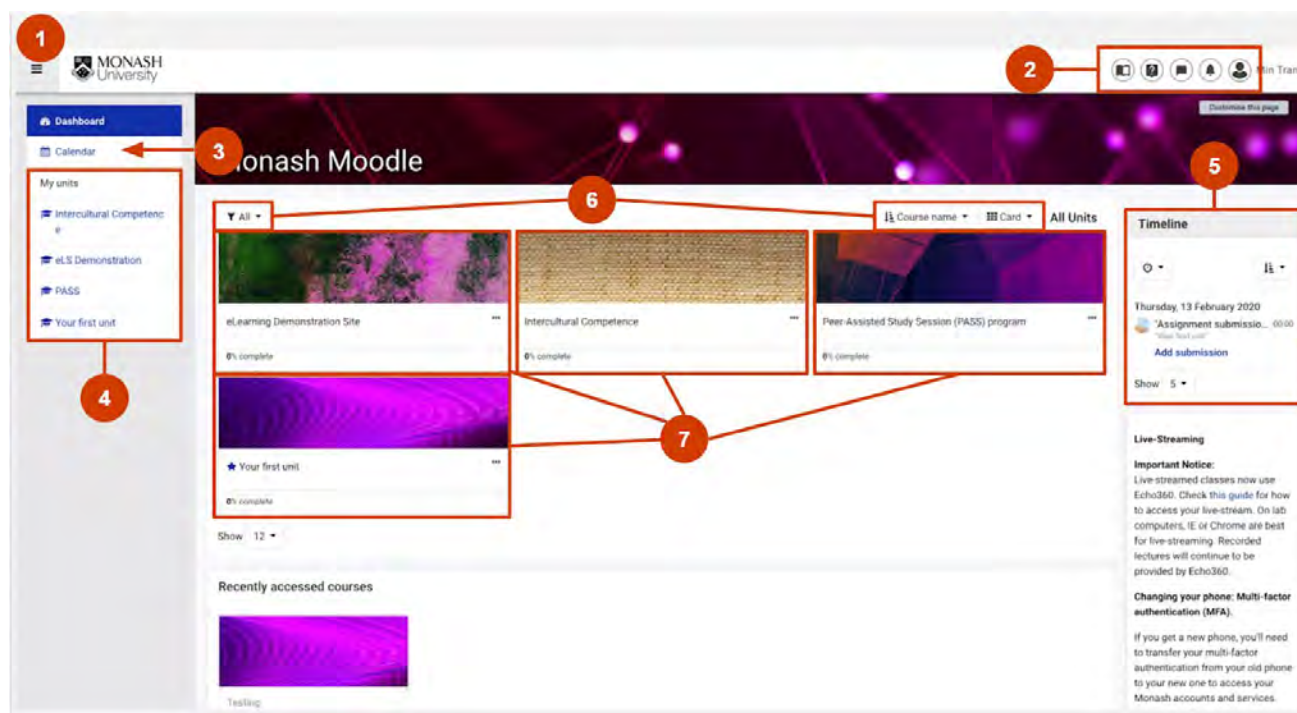 1
MONASH
University
2
Min Tran
Dashboard
Customise this page
Calendar
3
Monash Moodle
5
My units
Intercultural Competenc
e
eLS Demonstration
PASS
Your first unit
4
All
6
Course name
Card
All Units
Timeline
eLearning Demonstration Site
0% complete
Intercultural Competence
0% complete
Peer-Assisted Study Session (PASS) program
0% complete
Thursday, 13 February 2020
"Assignment submissio... 00:00
"Your first unit"
Add submission
Show 5
7
Your first unit
0% complete
Show 12
Recently accessed courses
Testing
Live-Streaming
Important Notice:
Live-streamed classes now use
Echo360. Check this guide for how
to access your live-stream. On lab
computers, IE or Chrome are best
for live-streaming. Recorded
lectures will continue to be
provided by Echo360.
Changing your phone: Multi-factor
authentication (MFA).
If you get a new phone, you'll need
to transfer your multi-factor
authentication from your old phone
to your new one to access your
Monash accounts and services.